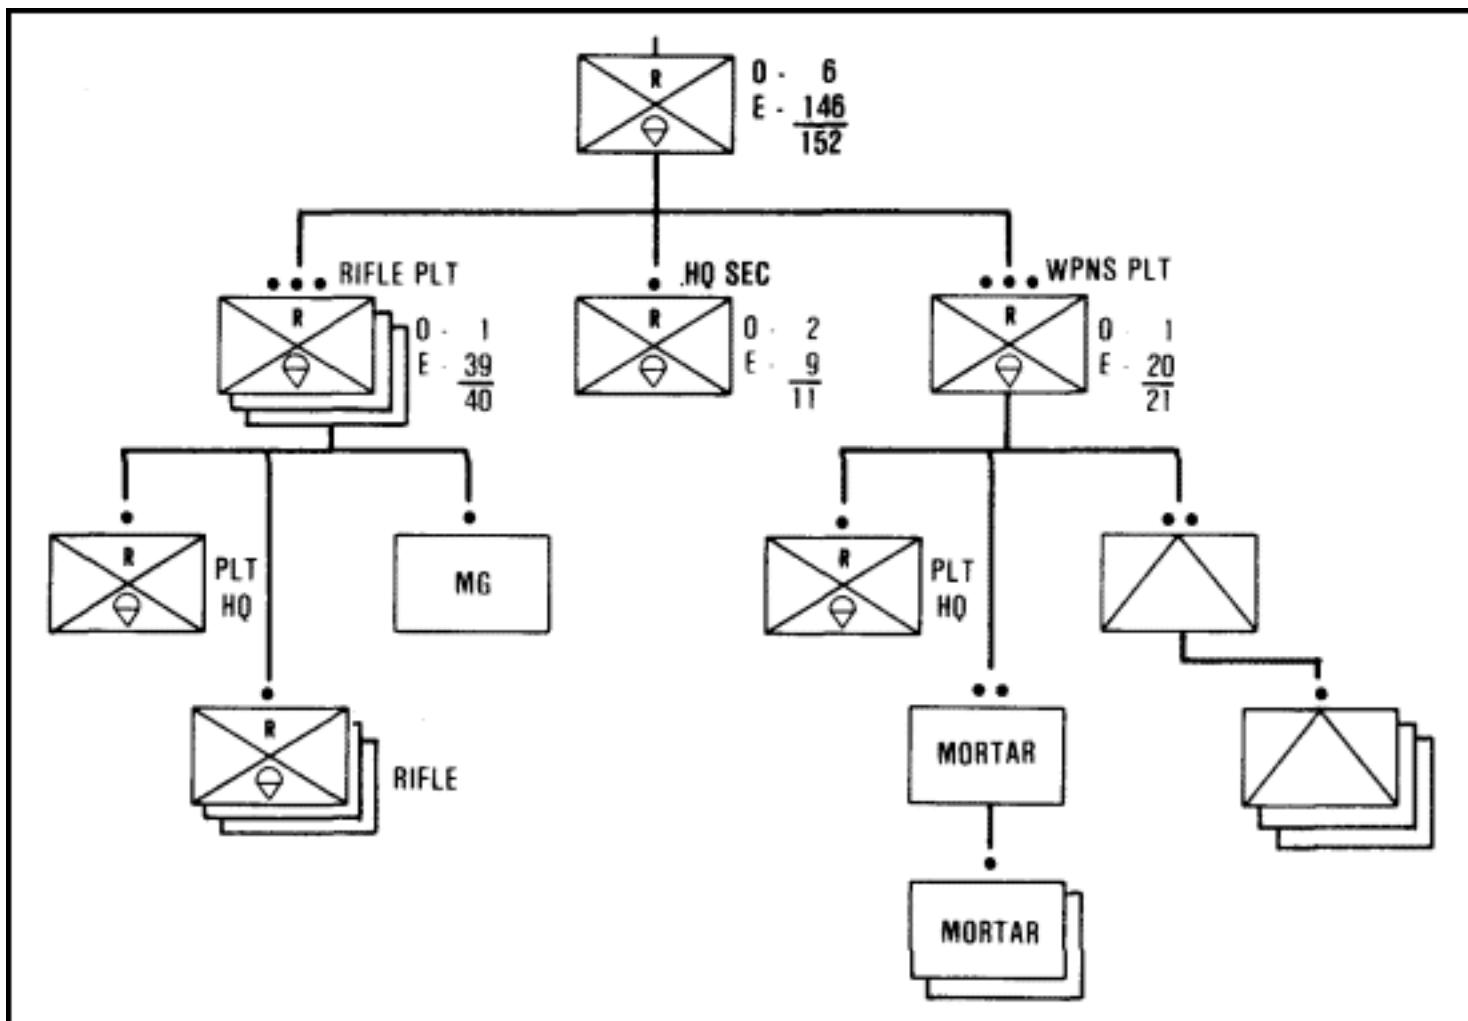 R
O - 6
E - 146
152
RIFLE PLT
HQ SEC
WPNS PLT
R
O - 1
E - 39
40
R
O - 2
E - 9
11
R
O - 1
E - 20
21
R
PLT
HQ
MG
R
PLT
HQ
R
RIFLE
MORTAR
MORTAR